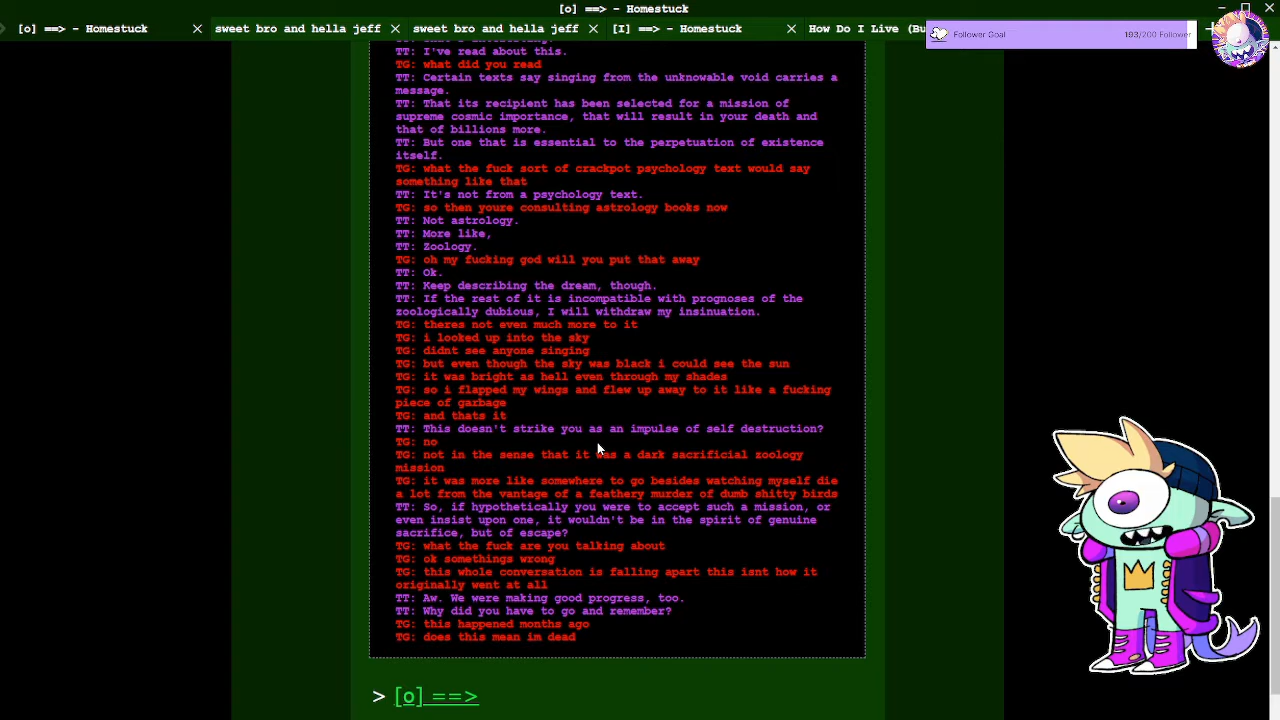 [o] ==> - Homestuck
[o] ==> - Homestuck
sweet bro and hella jeff
sweet bro and hella jeff
[I] ==> - Homestuck
How Do I Live (Bu
Follower Goal
193/200 Follower
TT: I've read about this.
TG: what did you read
TT: Certain texts say singing from the unknowable void carries a
message.
TT: That its recipient has been selected for a mission of
supreme cosmic importance, that will result in your death and
that of billions more.
TT: But one that is essential to the perpetuation of existence
itself.
TG: what the fuck sort of crackpot psychology text would say
something like that
TT: It's not from a psychology text.
TG: so then youre consulting astrology books now
TT: Not astrology.
TT: More like,
TT: Zoology.
TG: oh my fucking god will you put that away
TT: Ok.
TT: Keep describing the dream, though.
TT: If the rest of it is incompatible with prognoses of the
zoologically dubious, I will withdraw my insinuation.
TG: theres not even much more to it
TG: i looked up into the sky
TG: didnt see anyone singing
TG: but even though the sky was black i could see the sun
TG: it was bright as hell even through my shades
TG: so i flapped my wings and flew up away to it like a fucking
piece of garbage
TG: and thats it
TT: This doesn't strike you as an impulse of self destruction?
TG: no
TG: not in the sense that it was a dark sacrificial zoology
mission
TG: it was more like somewhere to go besides watching myself die
a lot from the vantage of a feathery murder of dumb shitty birds
TT: So, if hypothetically you were to accept such a mission, or
even insist upon one, it wouldn't be in the spirit of genuine
sacrifice, but of escape?
TG: what the fuck are you talking about
TG: ok somethings wrong
TG: this whole conversation is falling apart this isnt how it
originally went at all
TT: Aw. We were making good progress, too.
TT: Why did you have to go and remember?
TG: this happened months ago
TG: does this mean im dead
> [o] ==>